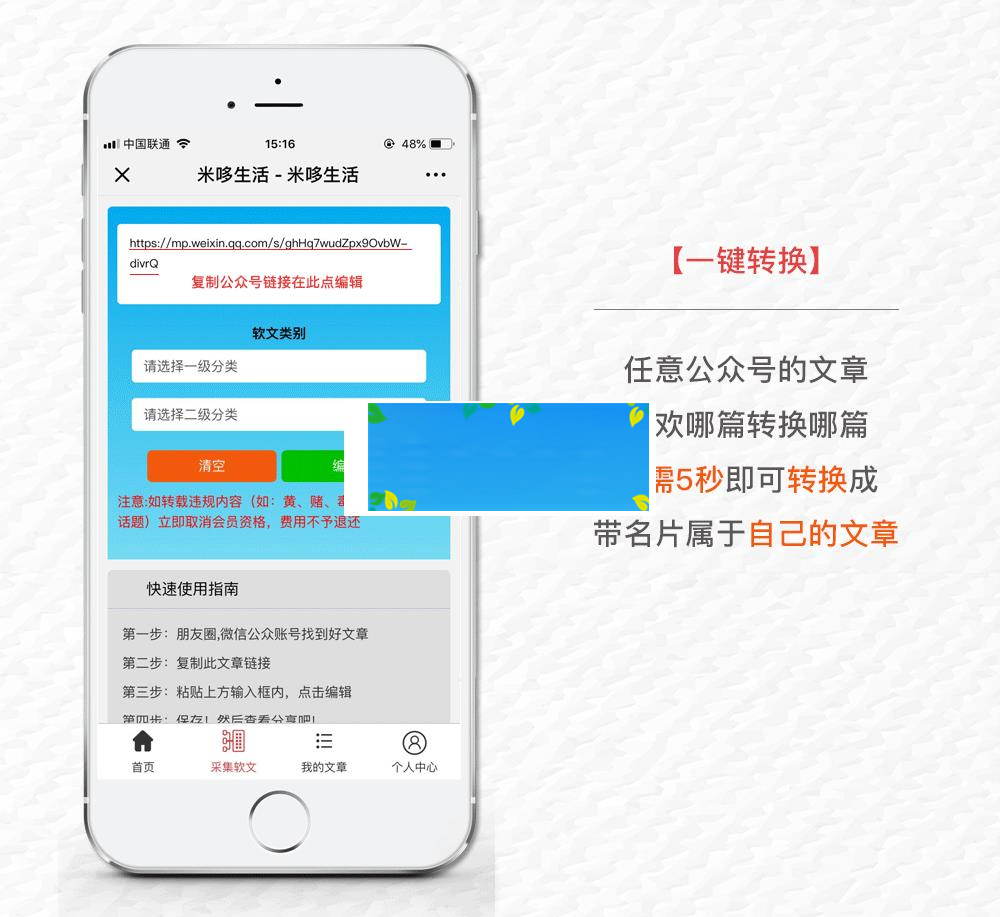 中国联通
15:16
48%
米哆生活 - 米哆生活
https://mp.weixin.qq.com/s/ghHq7wudZpx9OvbW-
divrQ
复制公众号链接在此点编辑
软文类别
请选择一级分类
请选择二级分类
清空
编
注意:如转载违规内容（如：黄、赌、毒
话题）立即取消会员资格，费用不予退还
快速使用指南
第一步：朋友圈,微信公众账号找到好文章
第二步：复制此文章链接
第三步：粘贴上方输入框内，点击编辑
第四步：保存！然后查看分享吧!
首页
采集软文
我的文章
个人中心
【一键转换】
任意公众号的文章
欢哪篇转换哪篇
需5秒即可转换成
带名片属于自己的文章